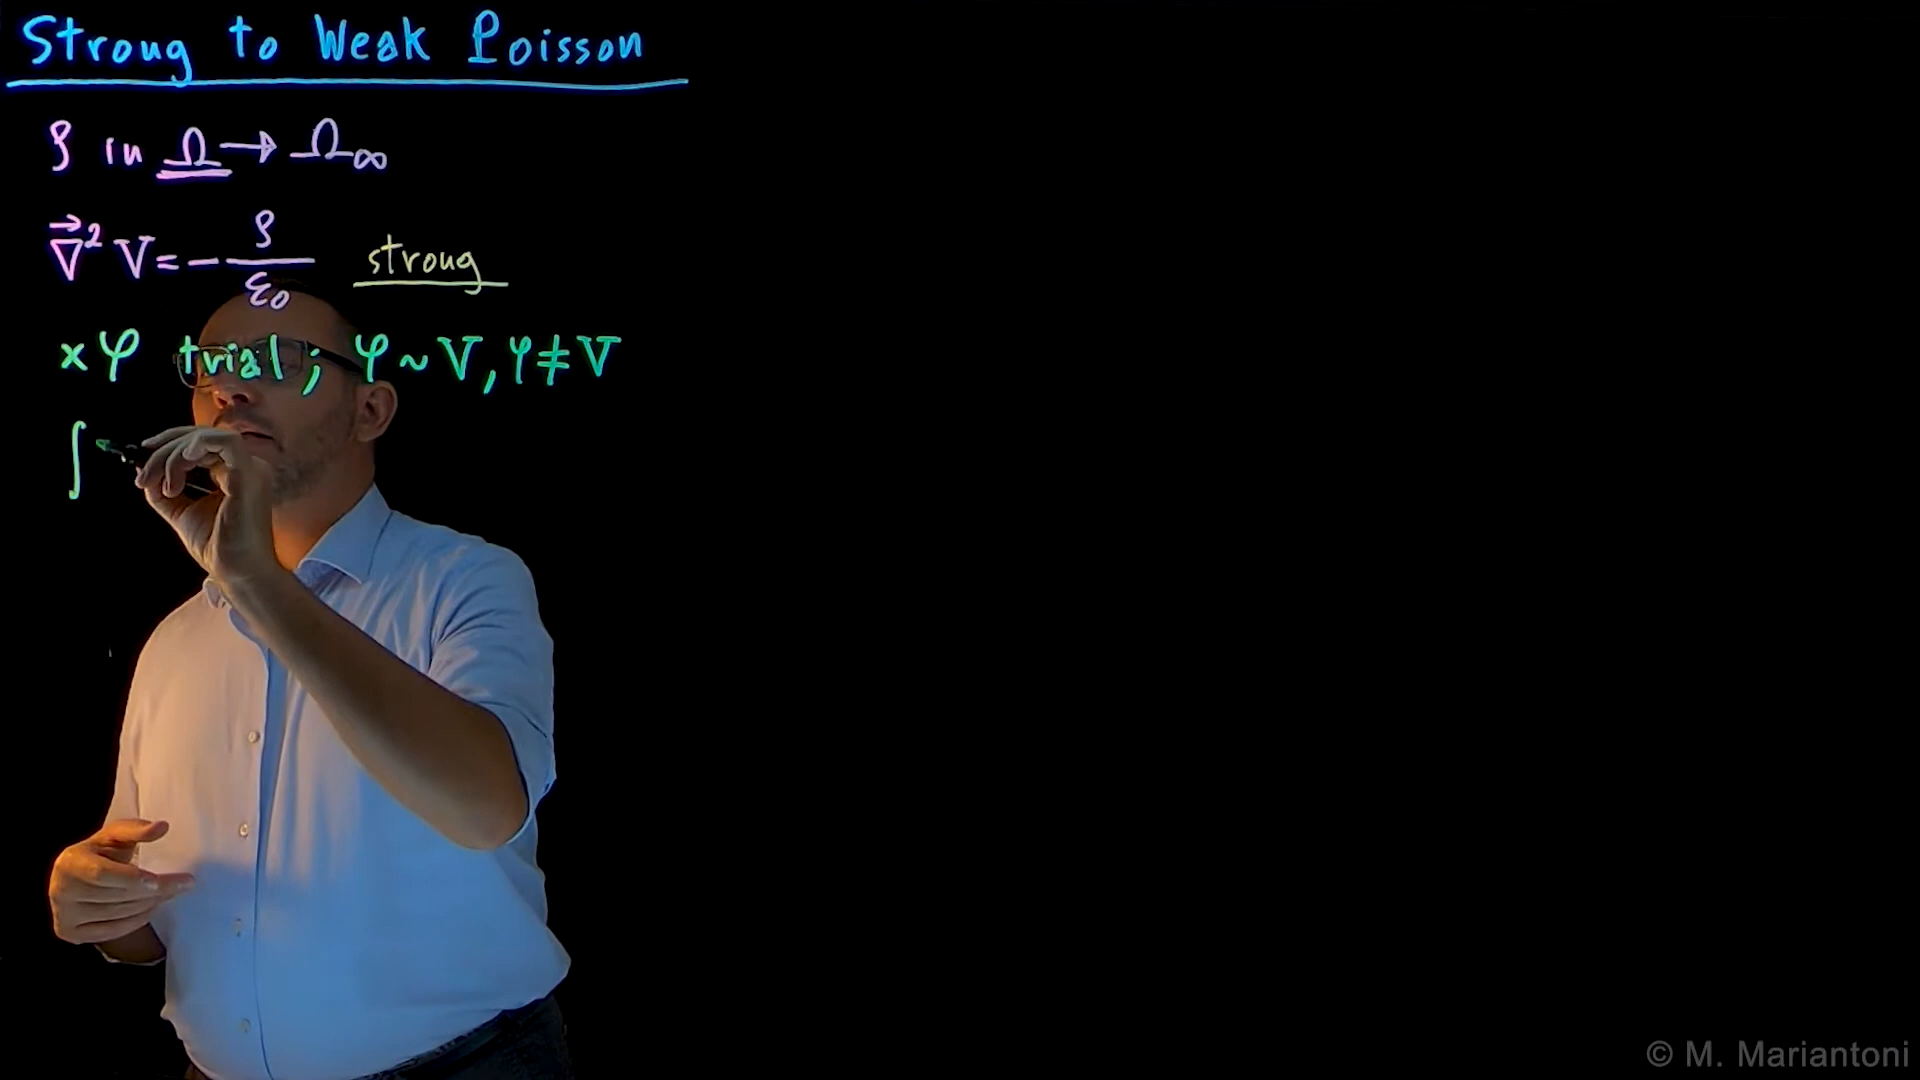 Strong to Weak Poisson
ρ in Ω → Ω∞
∇⃗² V = - ρ/ε₀ strong
x φ trial; φ ~ V, φ ≠ V
∫
© M. Mariantoni